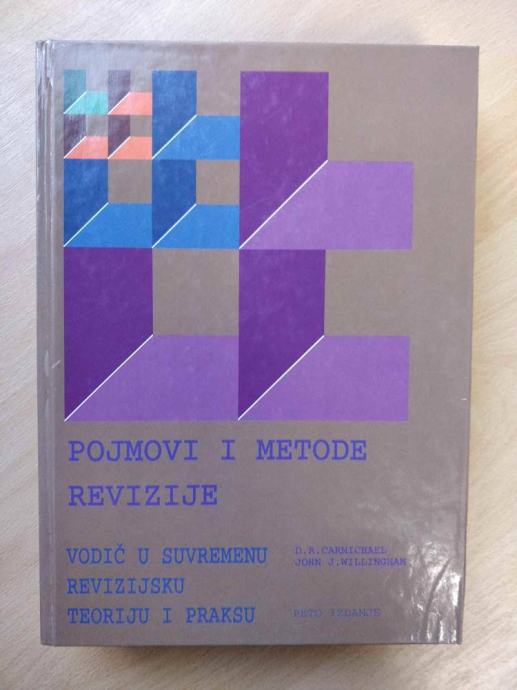 POJMOVI I METODE
REVIZIJE
VODIČ U SUVREMENU
REVIZIJSKU
TEORIJU I PRAKSU
D.R.CARMICHAEL
JOHN J.WILLINGHAM
PETO IZDANJE